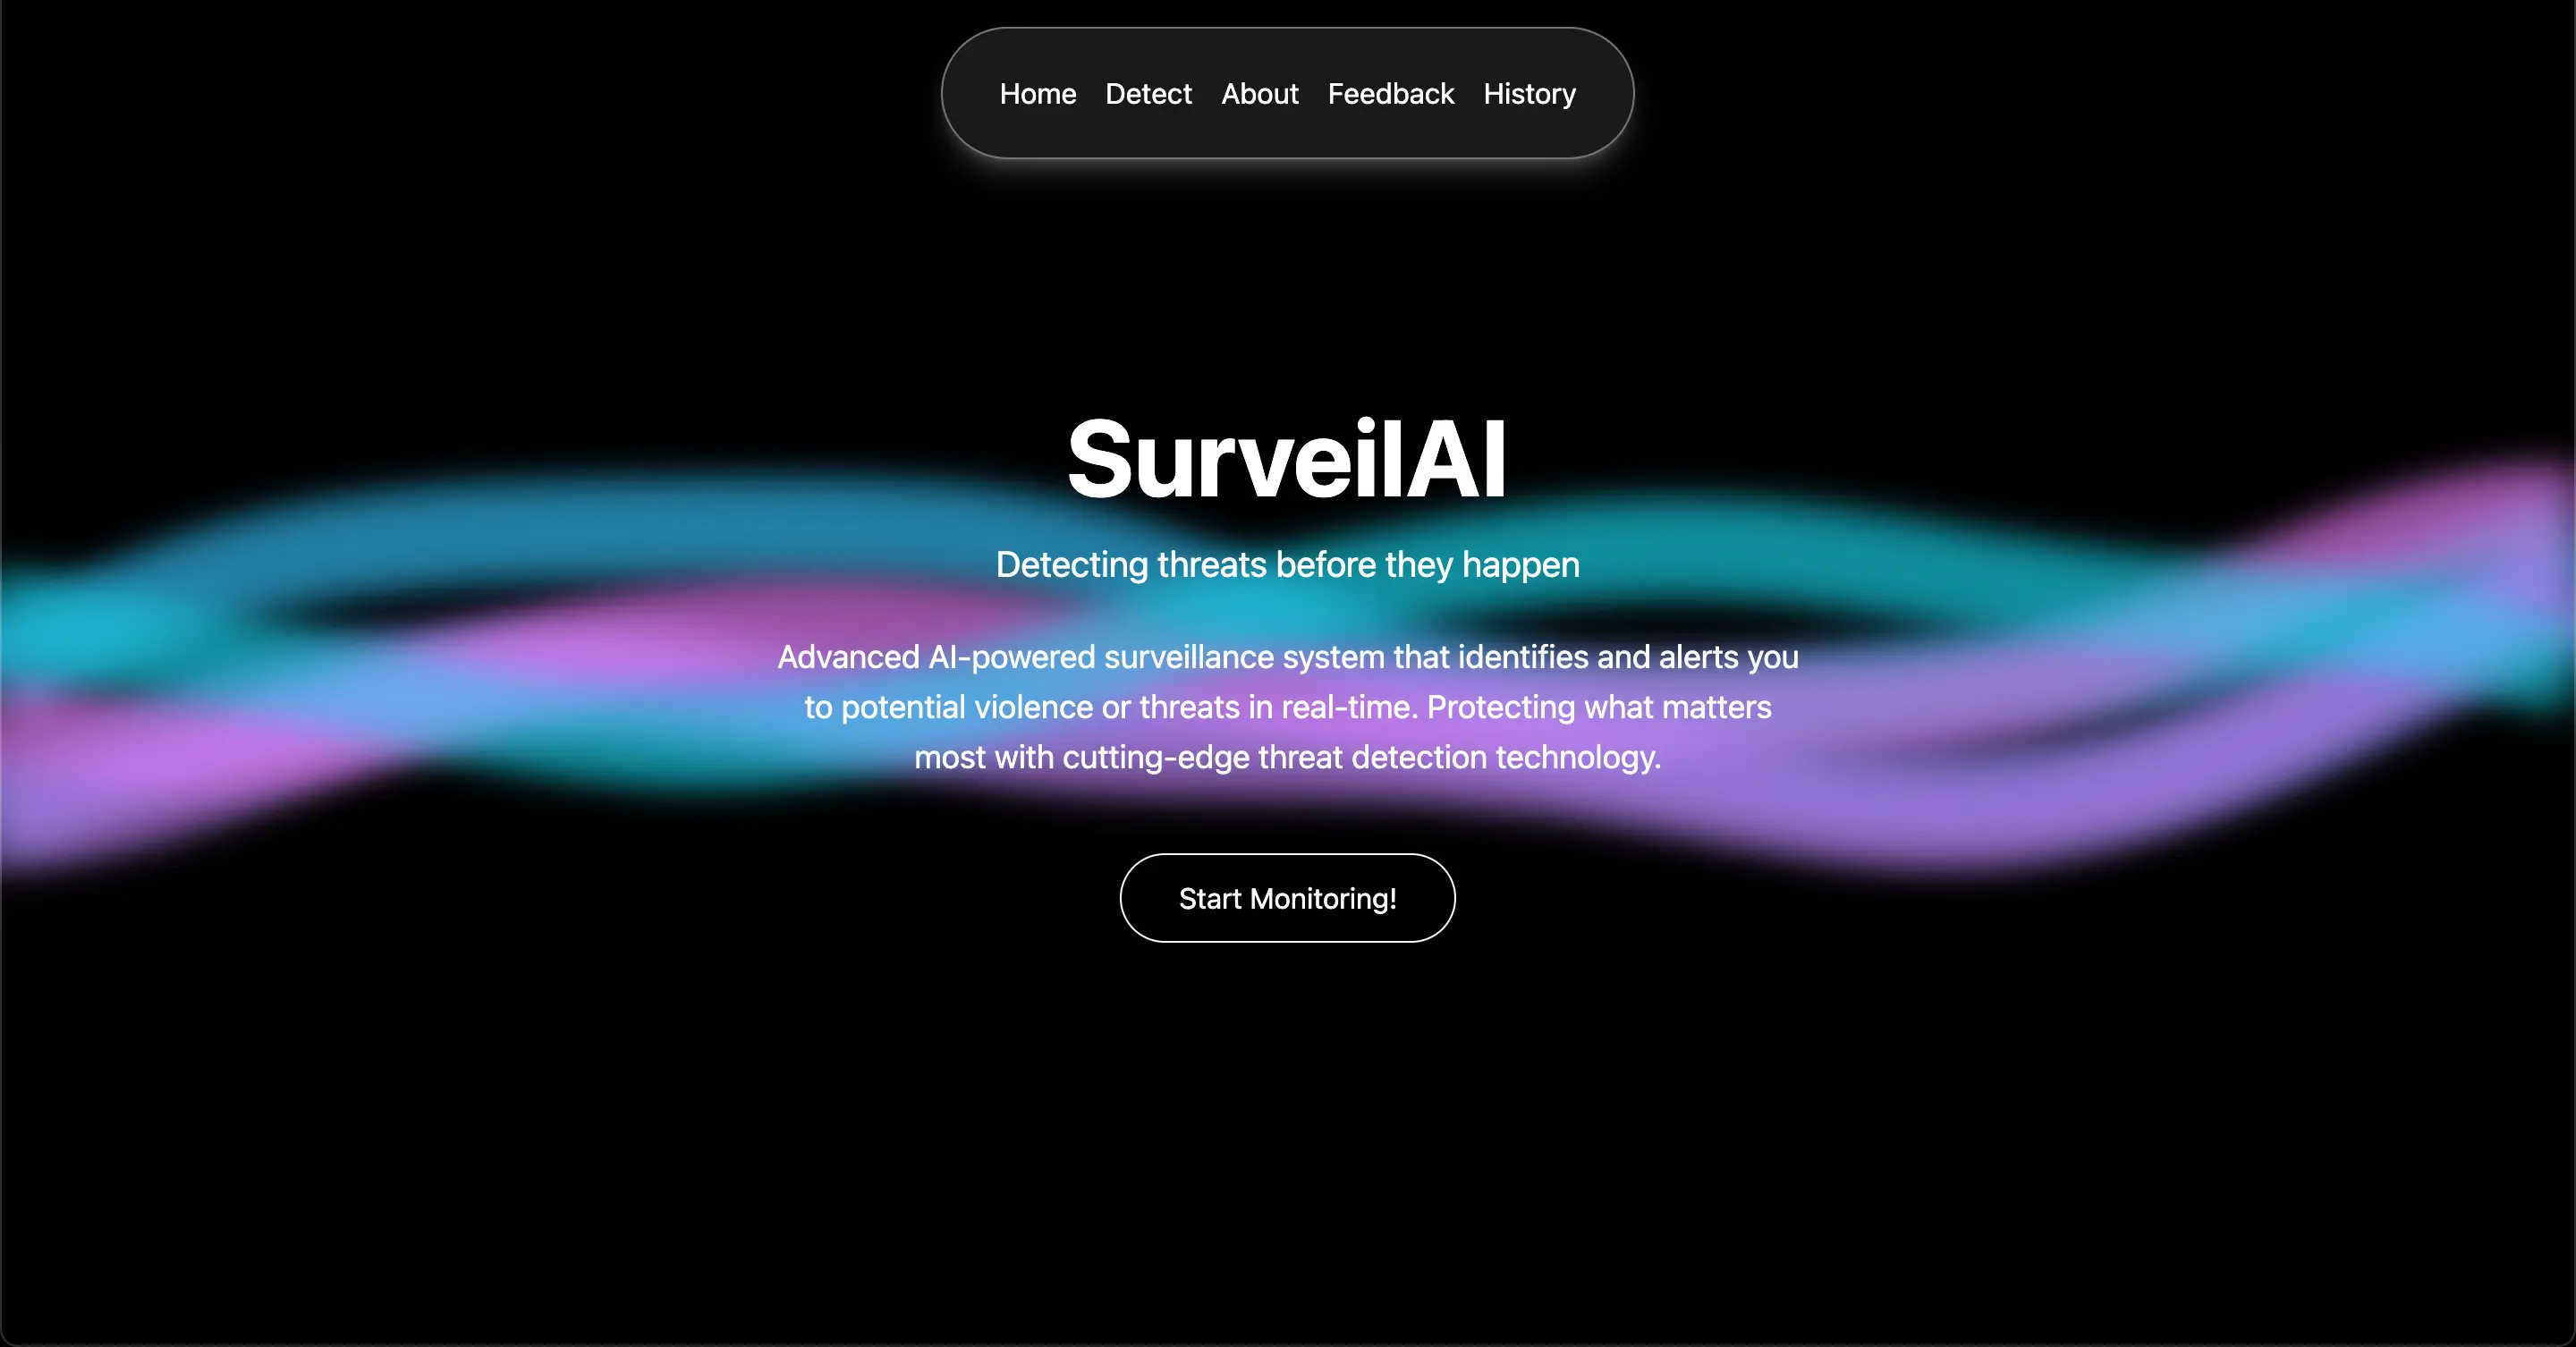 Home Detect About Feedback History
SurveilAI
Detecting threats before they happen
Advanced AI-powered surveillance system that identifies and alerts you
to potential violence or threats in real-time. Protecting what matters
most with cutting-edge threat detection technology.
Start Monitoring!